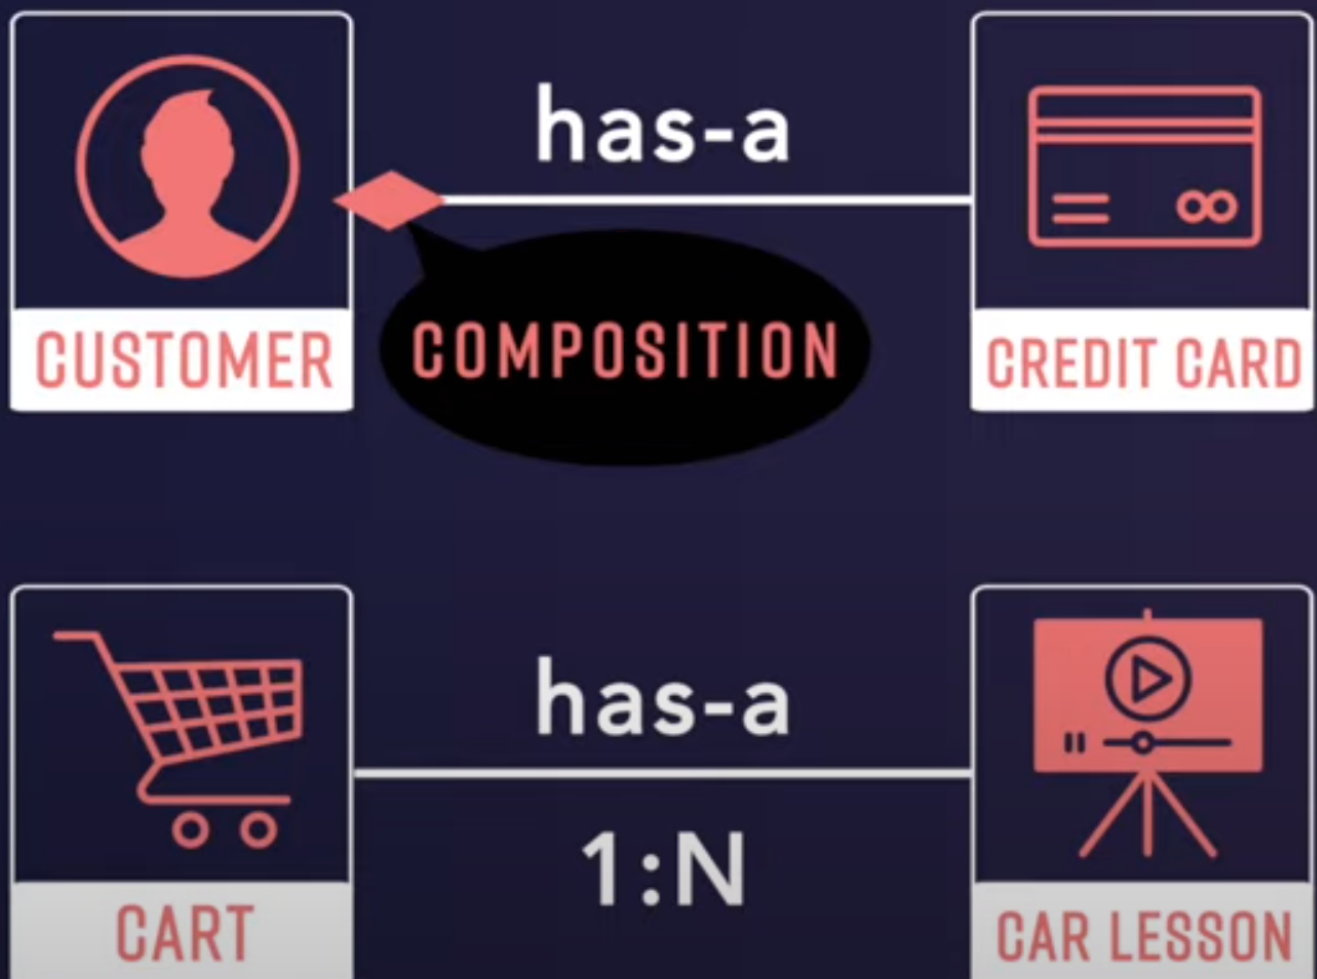 has-a
CUSTOMER
COMPOSITION
CREDIT CARD
has-a
1:N
CART
CAR LESSON